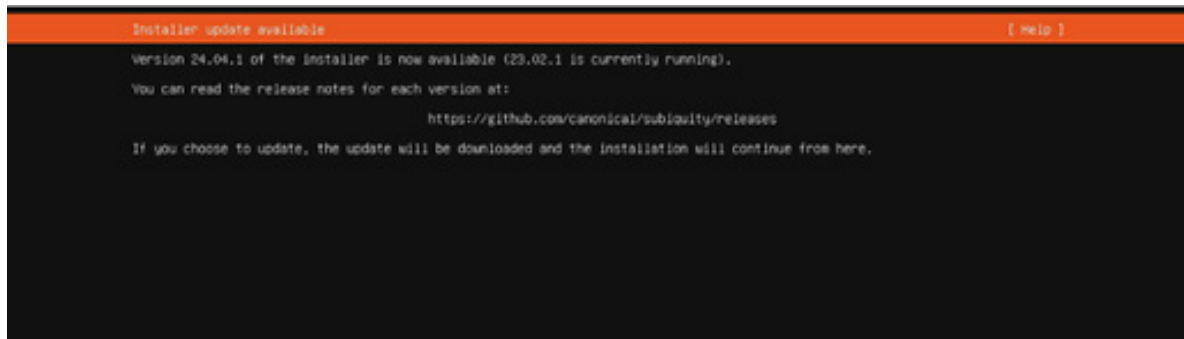 Installer update available [ Help ]
Version 24.04.1 of the installer is now available (23.02.1 is currently running).
You can read the release notes for each version at:
https://github.com/canonical/subiquity/releases
If you choose to update, the update will be downloaded and the installation will continue from here.